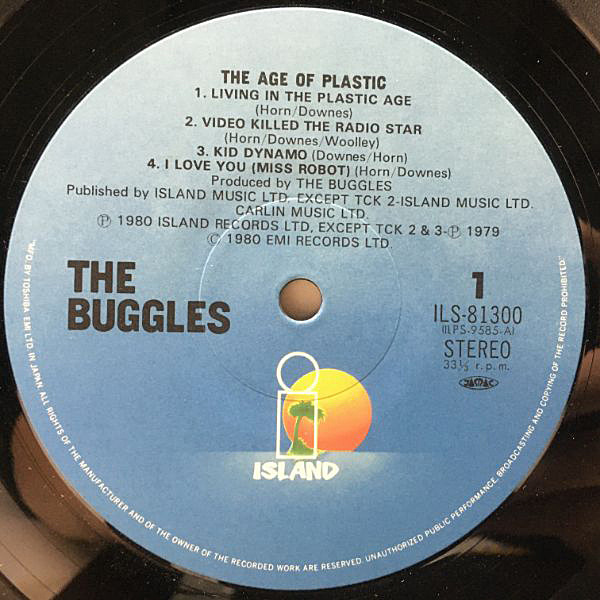 THE AGE OF PLASTIC
1. LIVING IN THE PLASTIC AGE
(Horn/Downes)
2. VIDEO KILLED THE RADIO STAR
(Horn/Downes/Woolley)
3. KID DYNAMO (Downes/Horn)
4. I LOVE YOU (MISS ROBOT) (Horn/Downes)
Produced by THE BUGGLES
Published by ISLAND MUSIC LTD. EXCEPT TCK 2-ISLAND MUSIC LTD.
CARLIN MUSIC LTD.
Ⓟ 1980 ISLAND RECORDS LTD, EXCEPT TCK 2 & 3-Ⓟ 1979
© 1980 EMI RECORDS LTD.
THE
BUGGLES
1
ILS-81300
(ILPS-9585-A)
STEREO
33⅓ r.p.m.
JASRAC
ISLAND
M'F'D. BY TOSHIBA EMI LTD. IN JAPAN ALL RIGHTS OF THE MANUFACTURER AND OF THE OWNER OF THE RECORDED WORK ARE RESERVED. UNAUTHORIZED PUBLIC PERFORMANCE, BROADCASTING AND COPYING OF THE RECORD PROHIBITED.